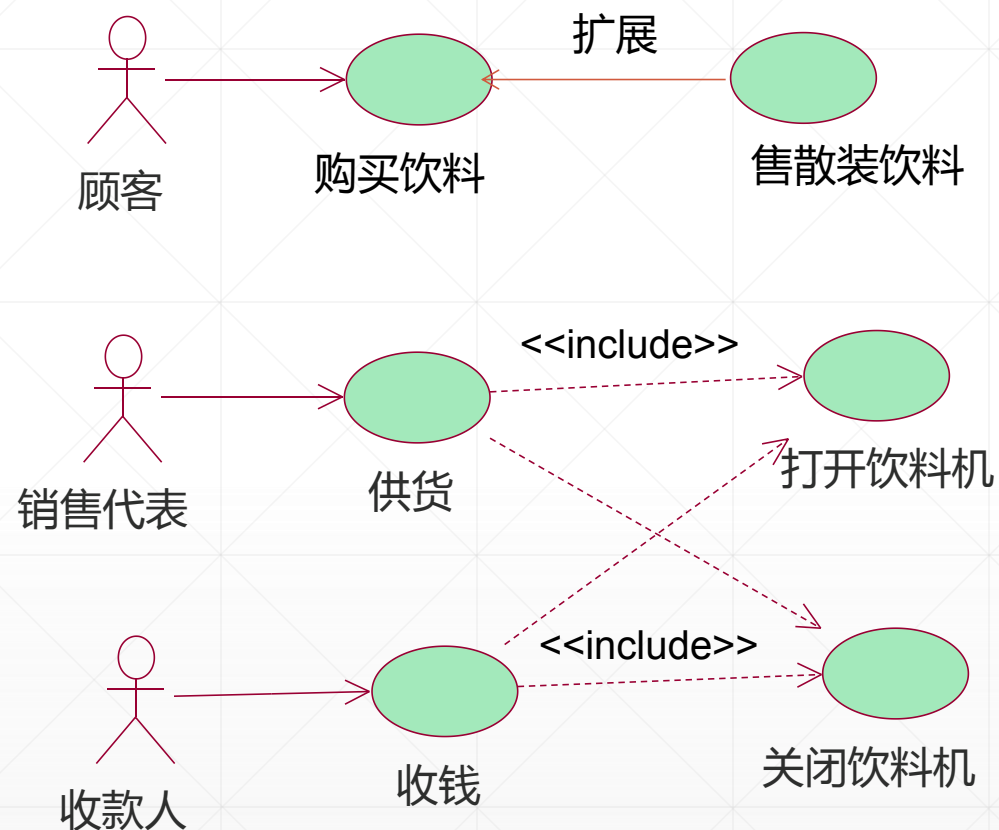 扩展
顾客
购买饮料
售散装饮料
<<include>>
销售代表
供货
打开饮料机
<<include>>
收款人
收钱
关闭饮料机